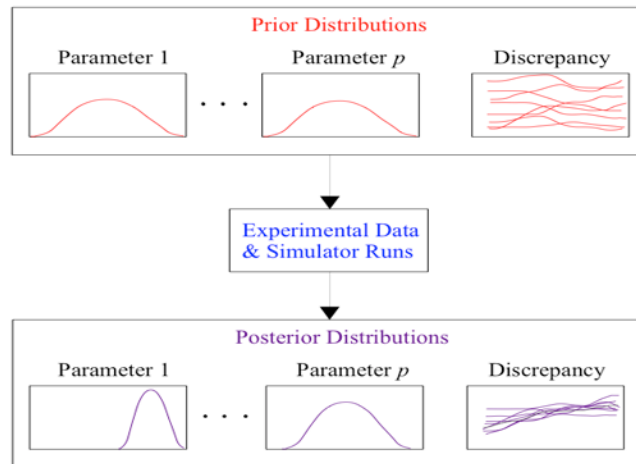 Prior Distributions
Parameter 1
Parameter p
Discrepancy
. . .
Experimental Data
& Simulator Runs
Posterior Distributions
Parameter 1
Parameter p
Discrepancy
. . .